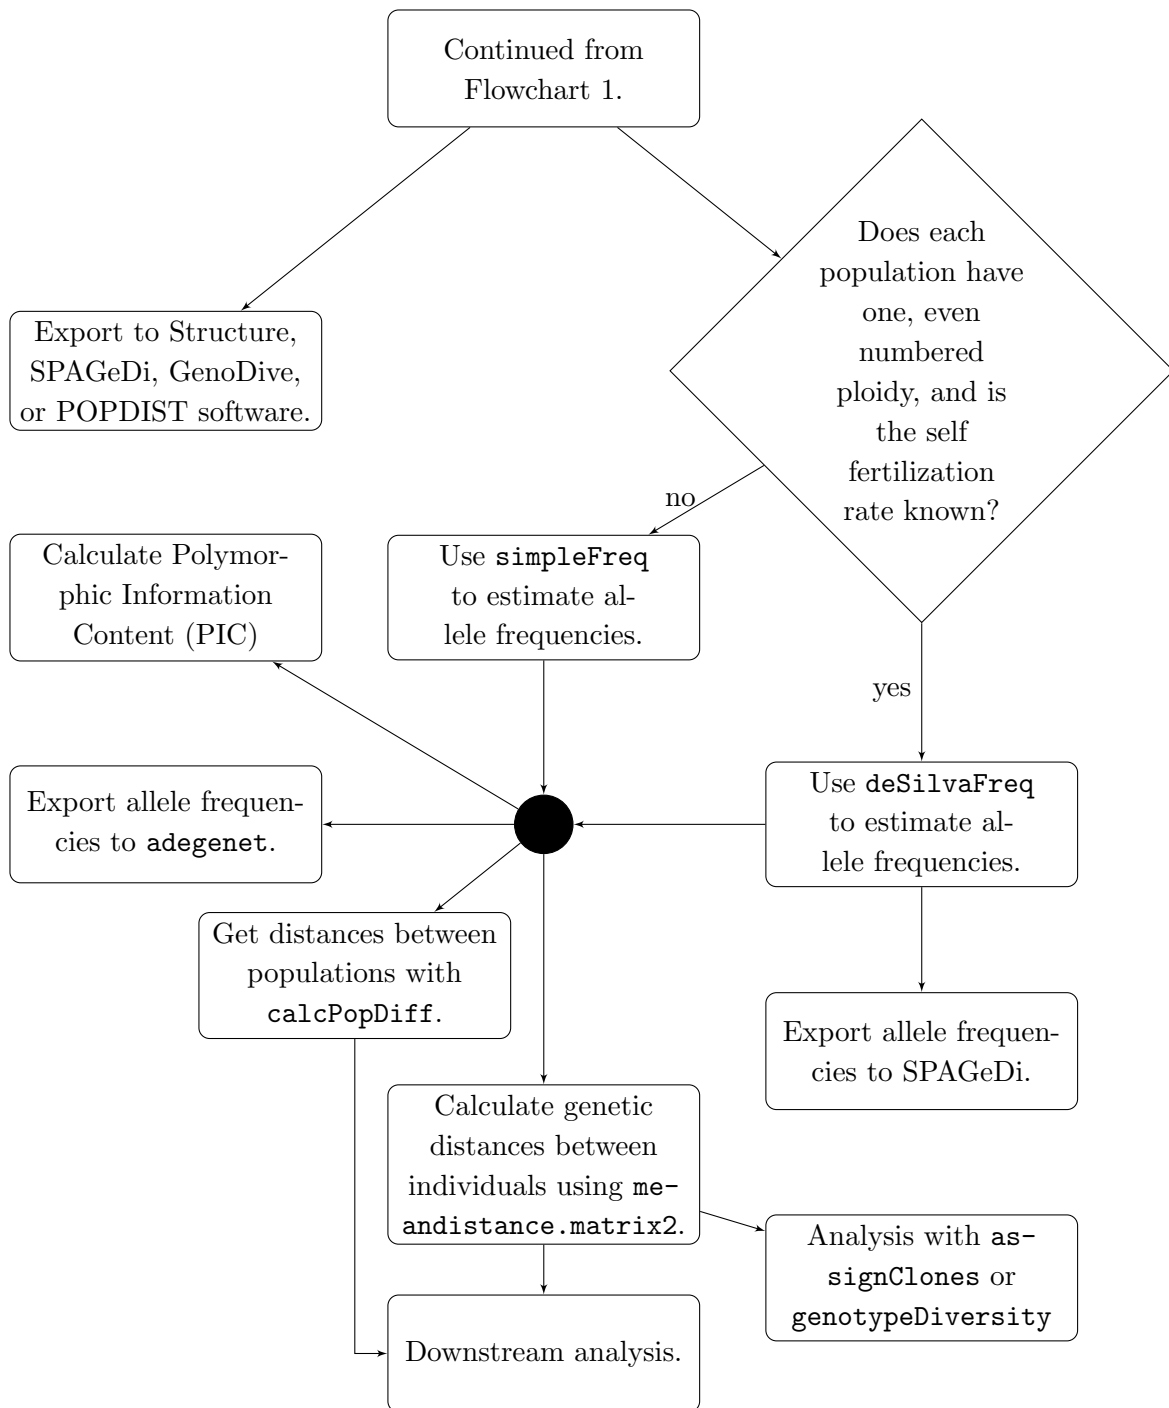 Continued from
Flowchart 1.
Does each
population have
one, even
numbered
ploidy, and is
the self
fertilization
rate known?
Export to Structure,
SPAGeDi, GenoDive,
or POPDIST software.
no
Calculate Polymor-
phic Information
Content (PIC)
Use simpleFreq
to estimate al-
lele frequencies.
yes
Export allele frequen-
cies to adegenet.
Use deSilvaFreq
to estimate al-
lele frequencies.
Get distances between
populations with
calcPopDiff.
Export allele frequen-
cies to SPAGeDi.
Calculate genetic
distances between
individuals using me-
andistance.matrix2.
Analysis with as-
signClones or
genotypeDiversity
Downstream analysis.